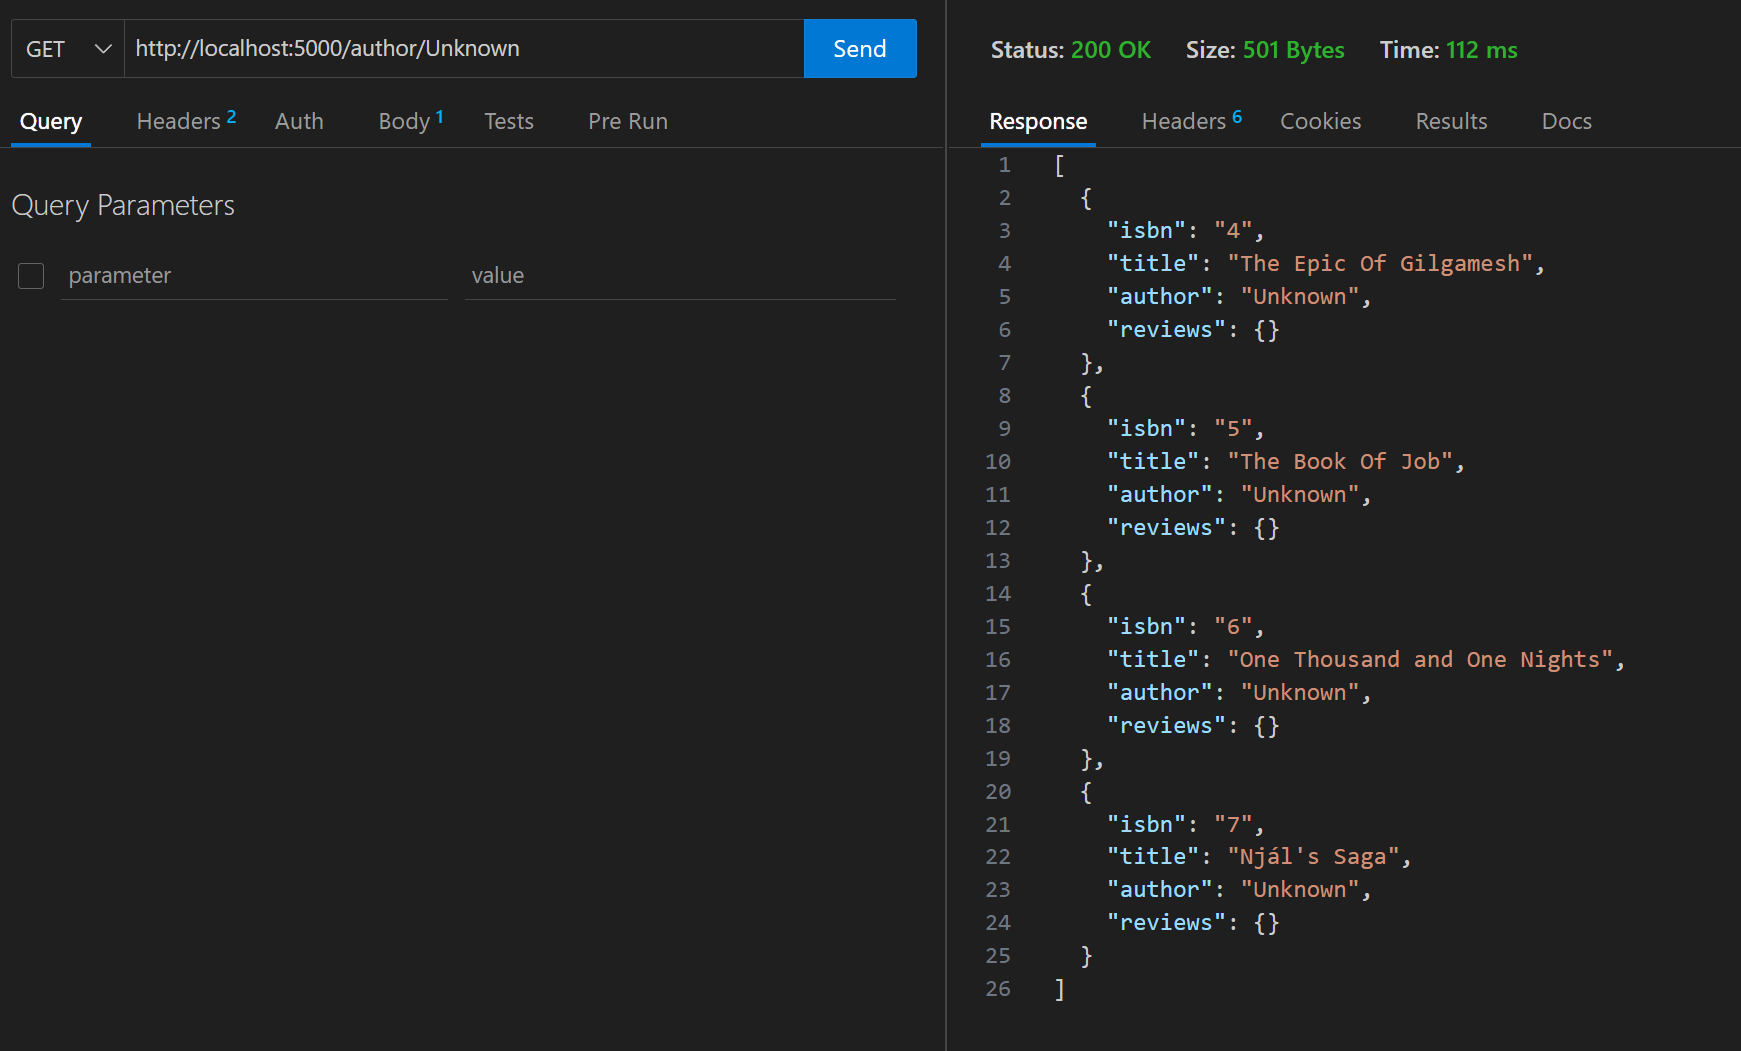 GET http://localhost:5000/author/Unknown Send
Query Headers 2 Auth Body 1 Tests Pre Run
Query Parameters
parameter value
Status: 200 OK Size: 501 Bytes Time: 112 ms
Response Headers 6 Cookies Results Docs
1 [
2 {
3 "isbn": "4",
4 "title": "The Epic Of Gilgamesh",
5 "author": "Unknown",
6 "reviews": {}
7 },
8 {
9 "isbn": "5",
10 "title": "The Book Of Job",
11 "author": "Unknown",
12 "reviews": {}
13 },
14 {
15 "isbn": "6",
16 "title": "One Thousand and One Nights",
17 "author": "Unknown",
18 "reviews": {}
19 },
20 {
21 "isbn": "7",
22 "title": "Njál's Saga",
23 "author": "Unknown",
24 "reviews": {}
25 }
26 ]